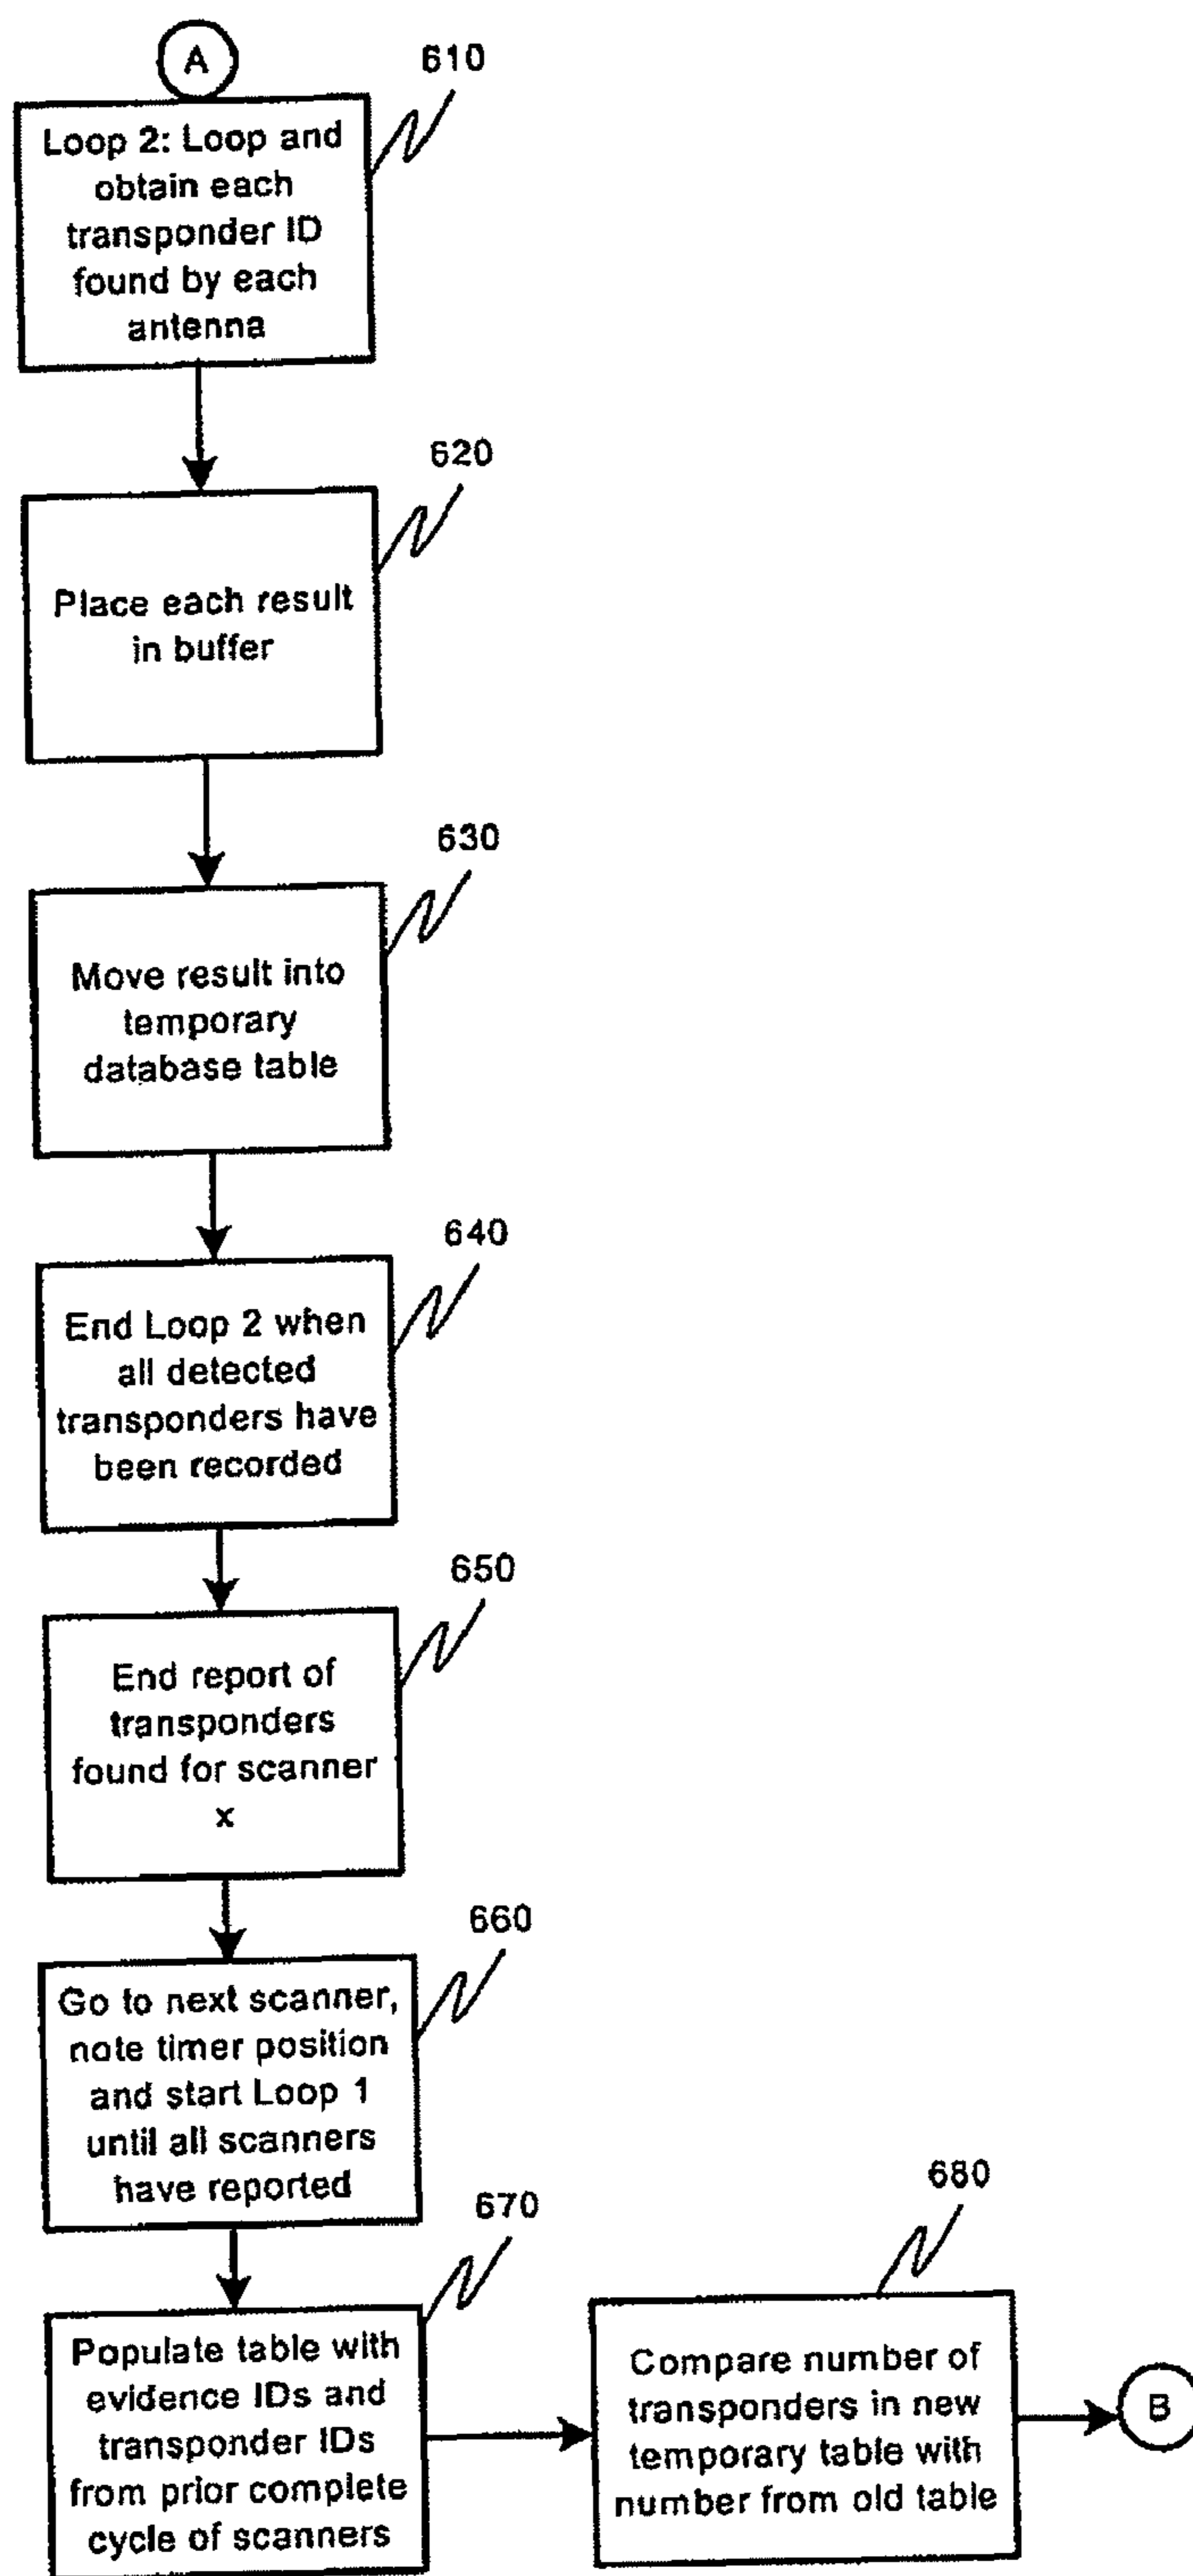 A
610
Loop 2: Loop and
obtain each
transponder ID
found by each
antenna
620
Place each result
in buffer
630
Move result into
temporary
database table
640
End Loop 2 when
all detected
transponders have
been recorded
650
End report of
transponders
found for scanner
x
660
Go to next scanner,
note timer position
and start Loop 1
until all scanners
have reported
670
Populate table with
evidence IDs and
transponder IDs
from prior complete
cycle of scanners
680
Compare number of
transponders in new
temporary table with
number from old table
B